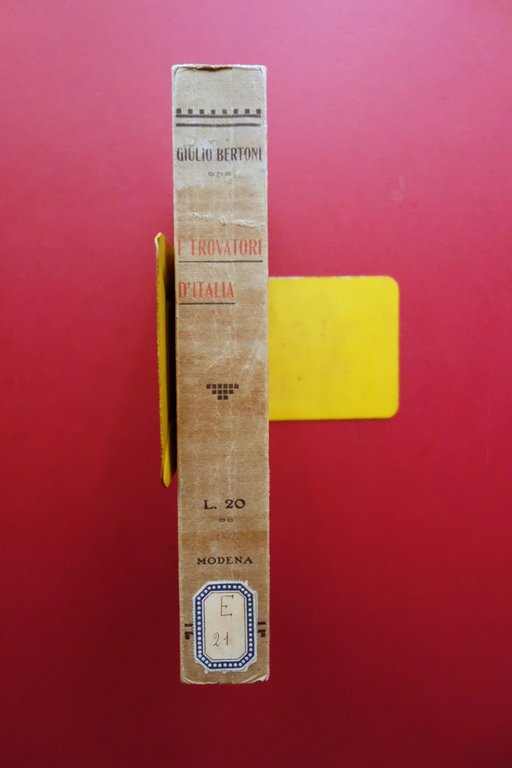 GIULIO BERTONI
I TROVATORI
D'ITALIA
L. 20
MODENA
E
21